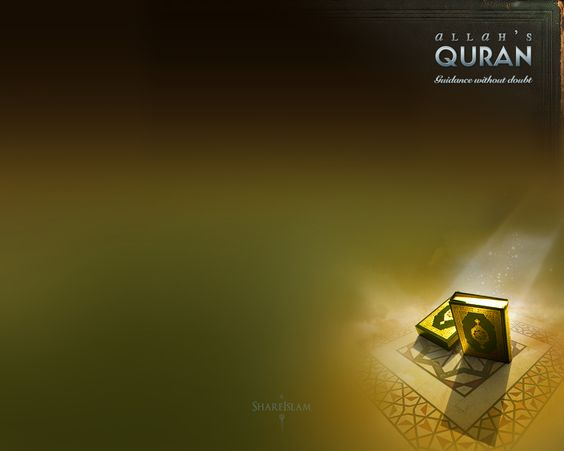 ALLAH'S
QURAN
Guidance without doubt
SHAREISLAM